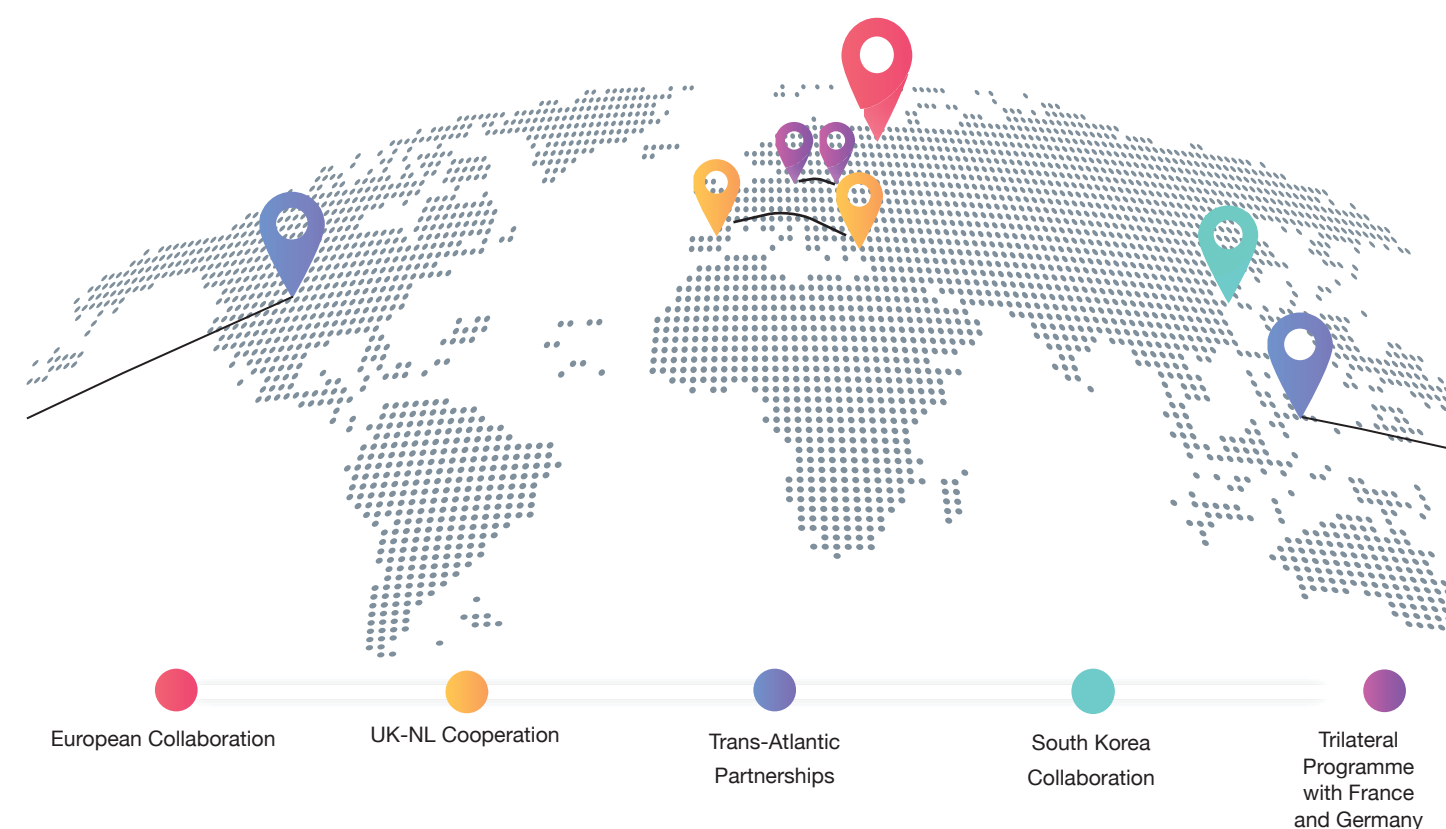 European Collaboration
UK-NL Cooperation
Trans-Atlantic
Partnerships
South Korea
Collaboration
Trilateral
Programme
with France
and Germany